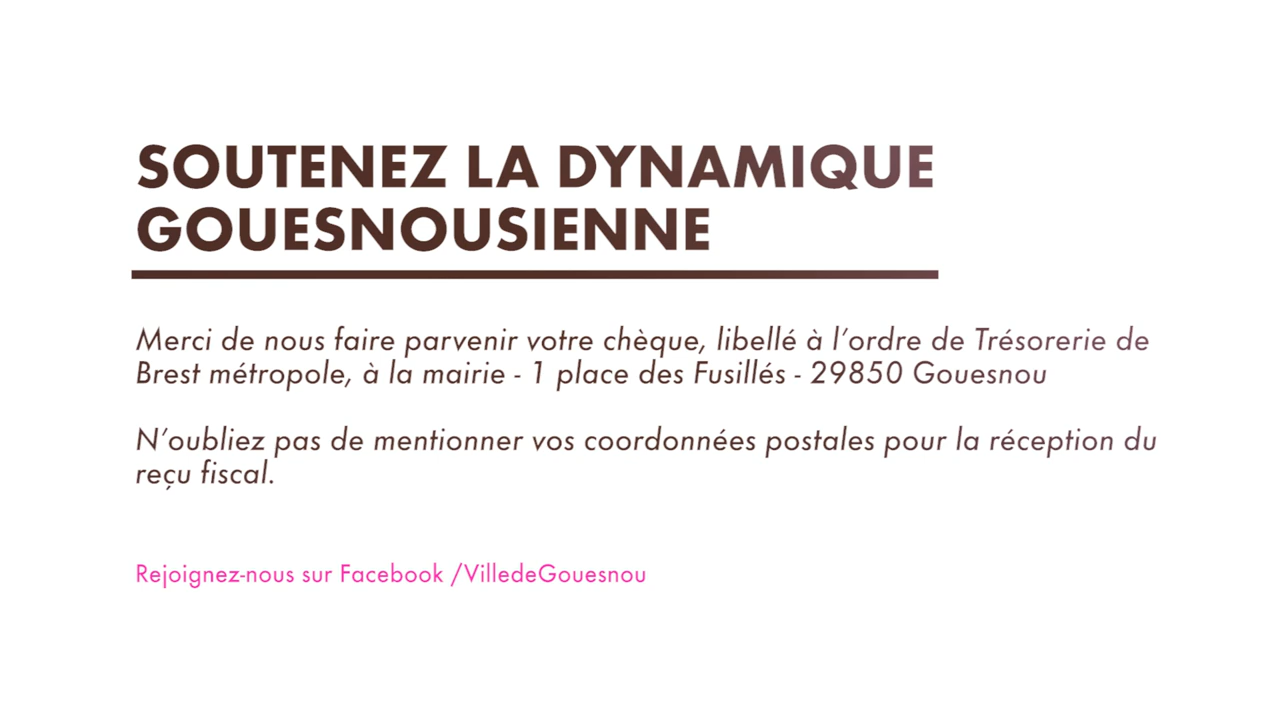 SOUTENEZ LA DYNAMIQUE
GOUESNOUSIENNE
Merci de nous faire parvenir votre chèque, libellé à l’ordre de Trésorerie de
Brest métropole, à la mairie - 1 place des Fusillés - 29850 Gouesnou
N’oubliez pas de mentionner vos coordonnées postales pour la réception du
reçu fiscal.
Rejoignez-nous sur Facebook /VilledeGouesnou